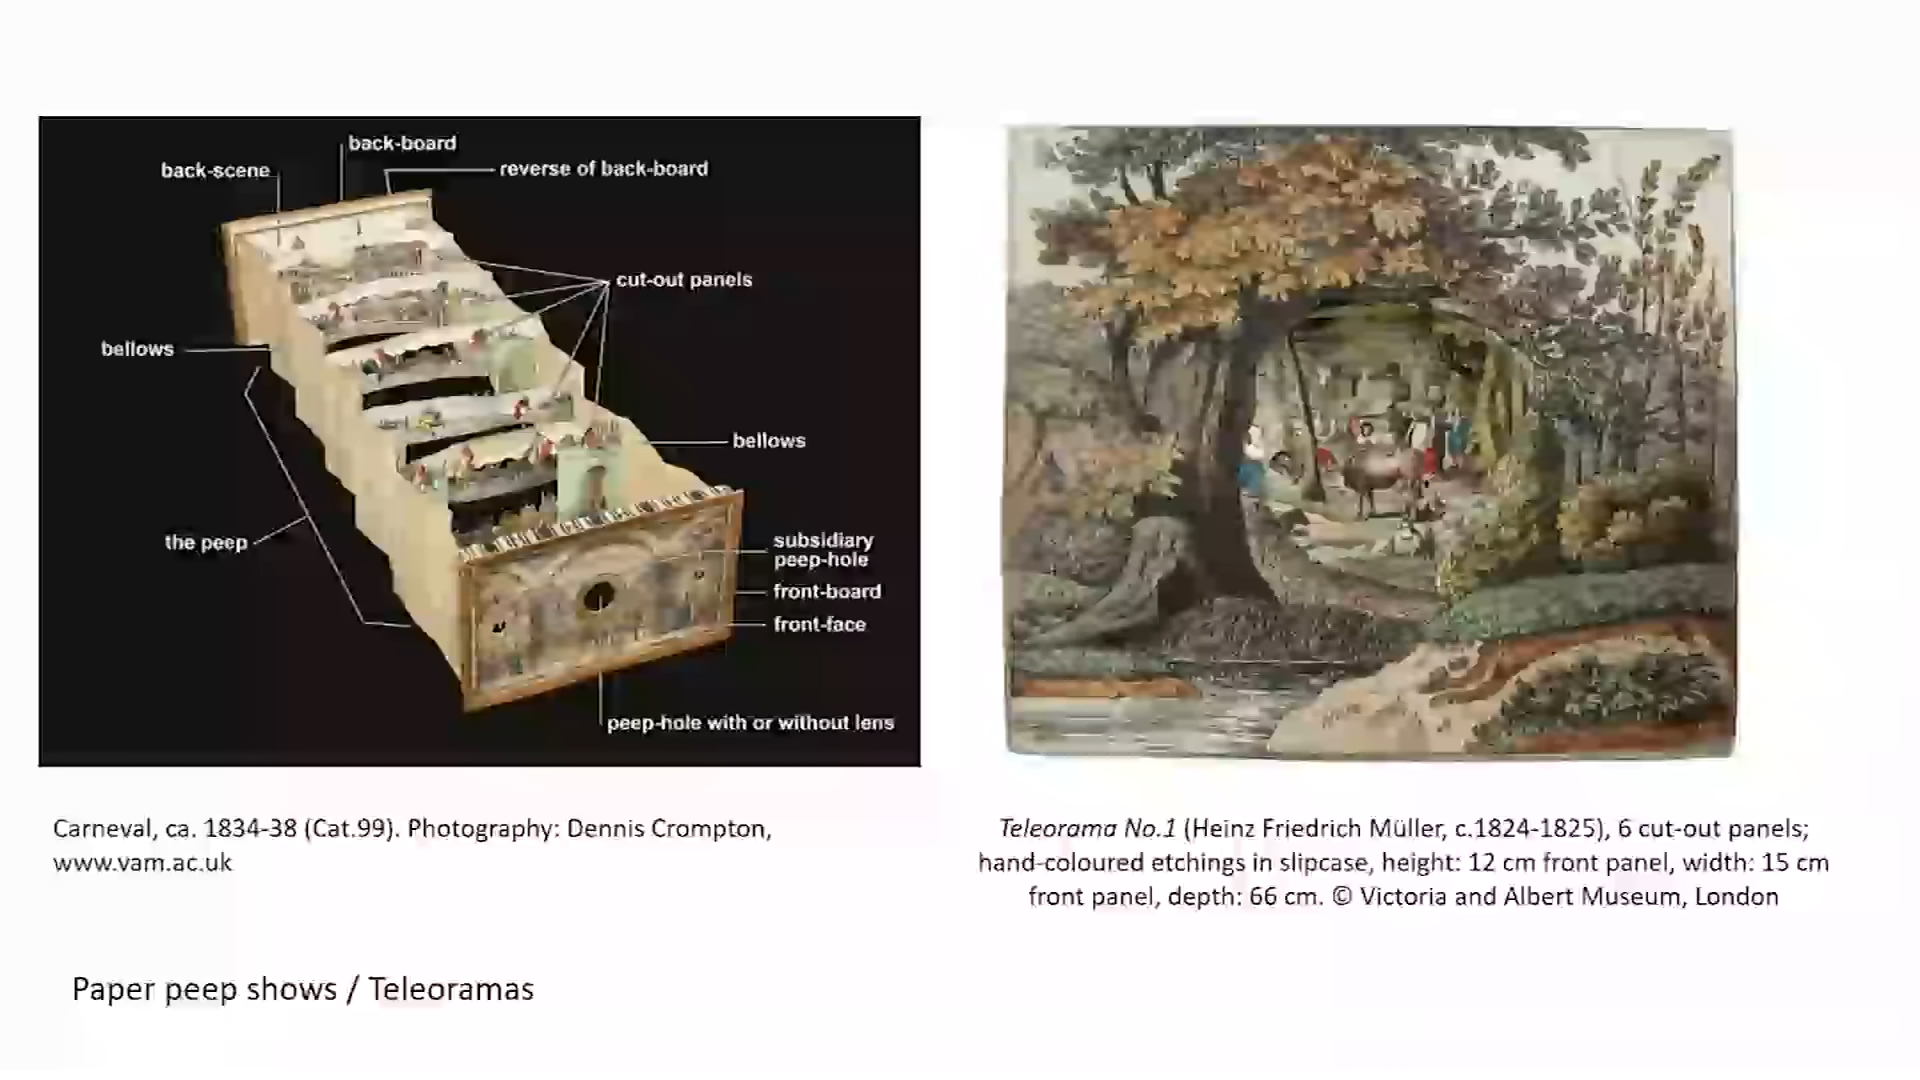 back-board
back-scene
reverse of back-board
cut-out panels
bellows
bellows
the peep
subsidiary
peep-hole
front-board
front-face
peep-hole with or without lens
Carneval, ca. 1834-38 (Cat.99). Photography: Dennis Crompton,
www.vam.ac.uk
Teleorama No.1 (Heinz Friedrich Müller, c.1824-1825), 6 cut-out panels;
hand-coloured etchings in slipcase, height: 12 cm front panel, width: 15 cm
front panel, depth: 66 cm. © Victoria and Albert Museum, London
Paper peep shows / Teleoramas